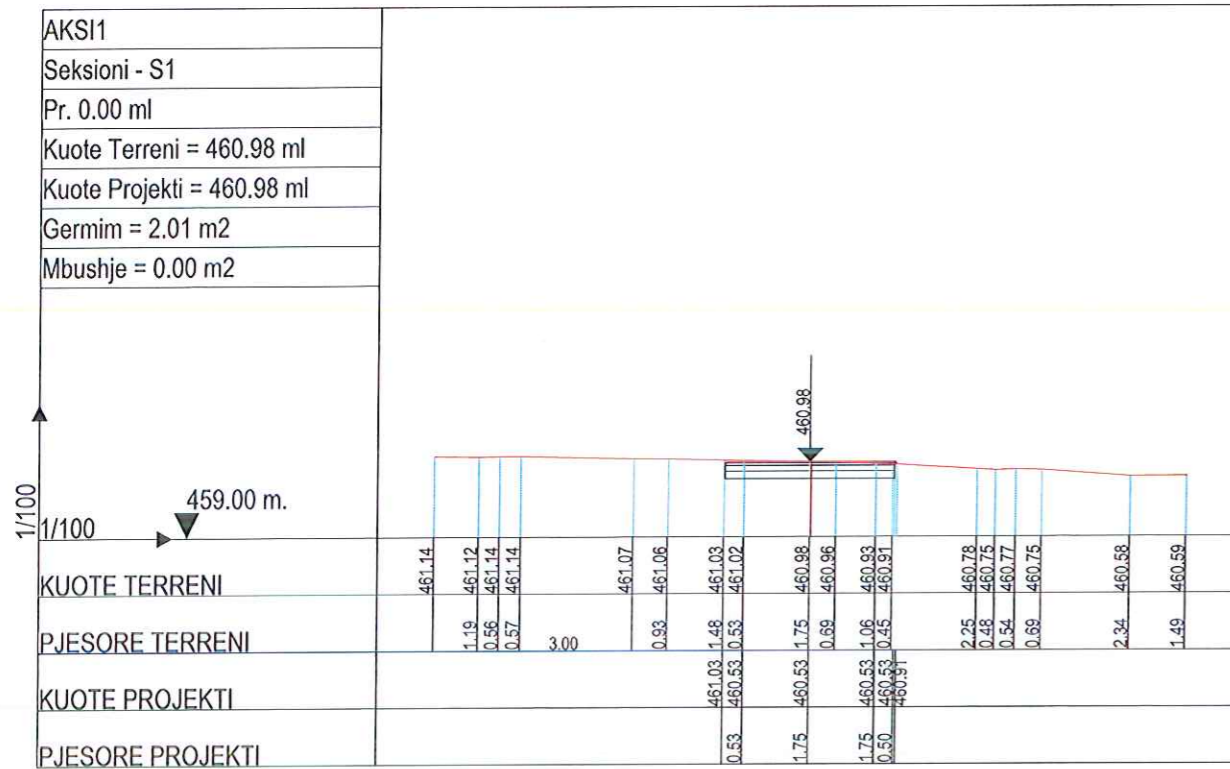 AKSI1
Seksioni - S1
Pr. 0.00 ml
Kuote Terreni = 460.98 ml
Kuote Projekti = 460.98 ml
Germim = 2.01 m2
Mbushje = 0.00 m2
460.98
459.00 m.
1/100
1/100
KUOTE TERRENI 461.14 461.12 461.14 461.14 461.07 461.06 461.03 461.02 460.98 460.96 460.93 460.91 460.78 460.75 460.77 460.75 460.58 460.59
PJESORE TERRENI 1.19 0.56 0.57 3.00 0.93 1.48 0.53 1.75 0.69 1.06 0.45 2.25 0.48 0.54 0.69 2.34 1.49
KUOTE PROJEKTI 461.03 460.53 460.53 460.53 460.53 460.91
PJESORE PROJEKTI 0.53 1.75 1.75 0.50